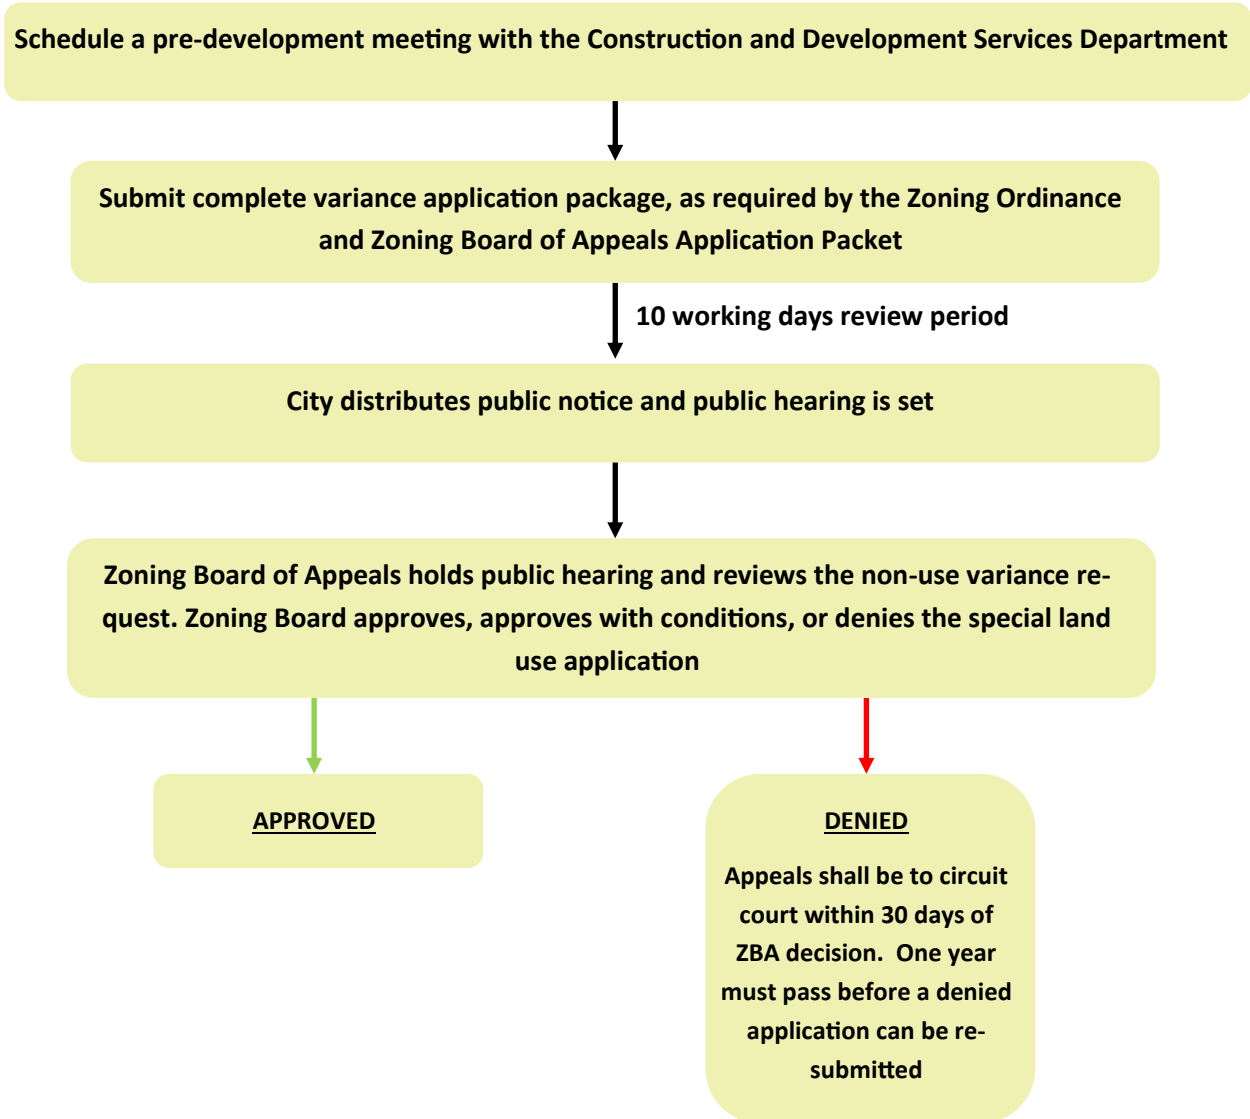 Schedule a pre-development meeting with the Construction and Development Services Department
Submit complete variance application package, as required by the Zoning Ordinance
and Zoning Board of Appeals Application Packet
10 working days review period
City distributes public notice and public hearing is set
Zoning Board of Appeals holds public hearing and reviews the non-use variance re-
quest. Zoning Board approves, approves with conditions, or denies the special land
use application
APPROVED
DENIED
Appeals shall be to circuit
court within 30 days of
ZBA decision.  One year
must pass before a denied
application can be re-
submitted